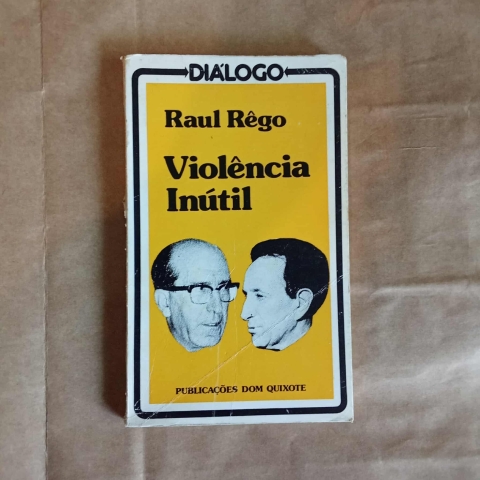 DIÁLOGO
Raul Rêgo
Violência
Inútil
PUBLICAÇÕES DOM QUIXOTE